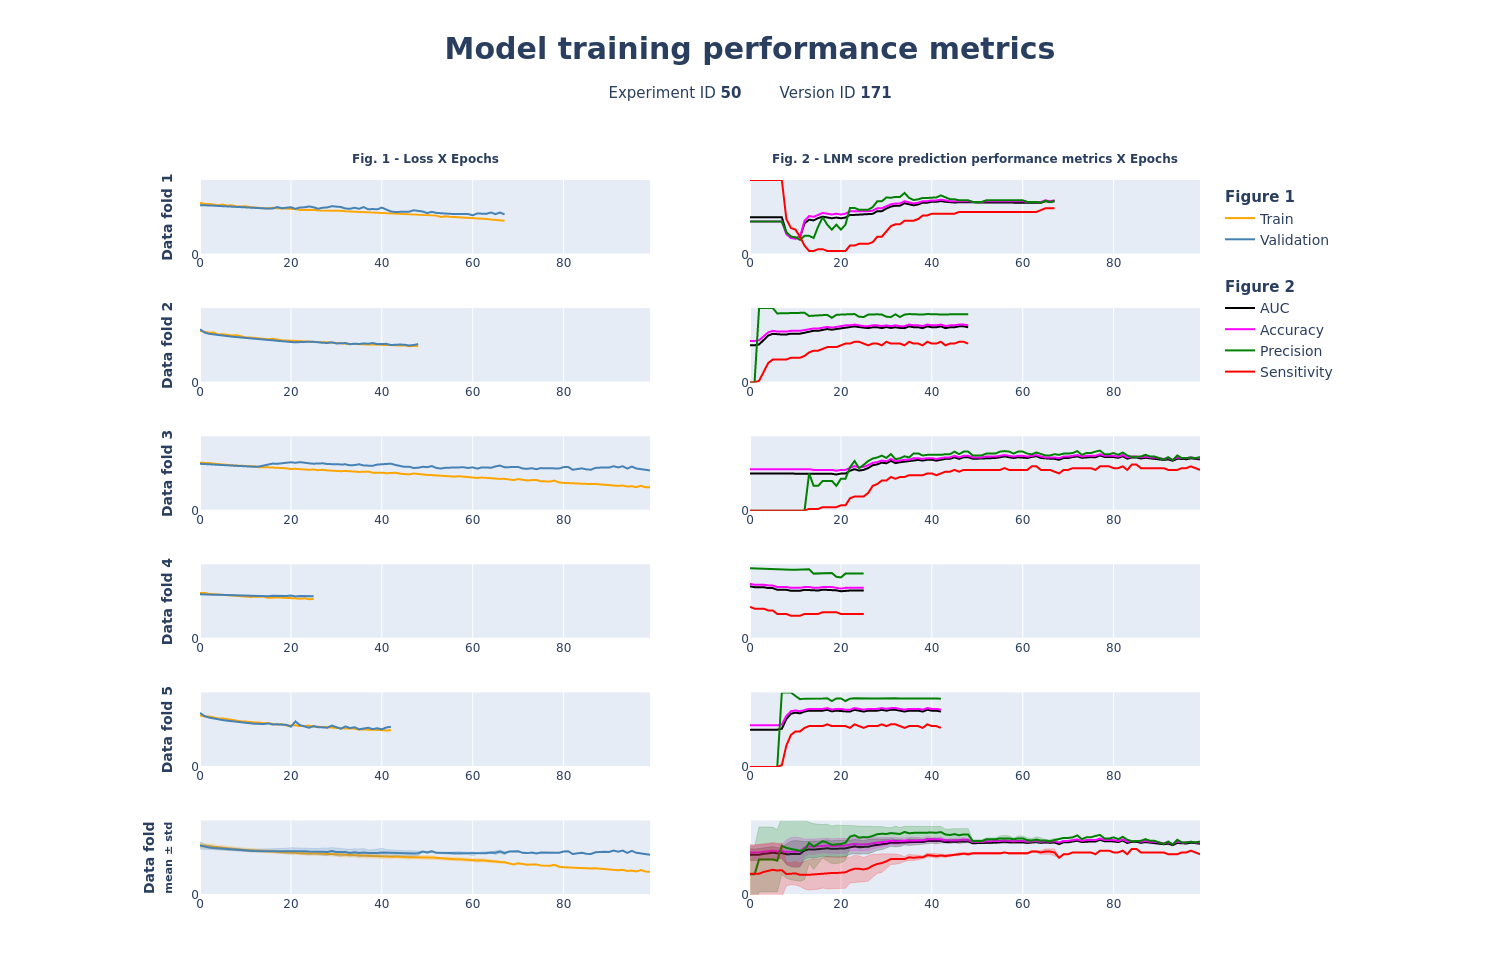 Model training performance metrics
Experiment ID 50 Version ID 171
Fig. 1 - Loss X Epochs
Fig. 2 - LNM score prediction performance metrics X Epochs
Data fold 1
0
0 20 40 60 80
0
0 20 40 60 80
Figure 1
Train
Validation
Figure 2
AUC
Accuracy
Precision
Sensitivity
Data fold 2
0
0 20 40 60 80
0
0 20 40 60 80
Data fold 3
0
0 20 40 60 80
0
0 20 40 60 80
Data fold 4
0
0 20 40 60 80
0
0 20 40 60 80
Data fold 5
0
0 20 40 60 80
0
0 20 40 60 80
Data fold
mean ± std
0
0 20 40 60 80
0
0 20 40 60 80